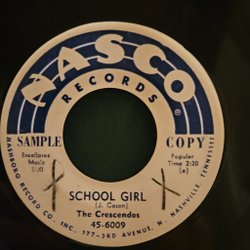 NASCO
RECORDS
SAMPLE COPY
Excellorec
Music
BMI
Popular
Time 2:20
SCHOOL GIRL
(J. Cason)
The Crescendos
45-6009
NASHBORO RECORD CO. INC., 177-3RD AVENUE, N. NASHVILLE, TENNESSEE